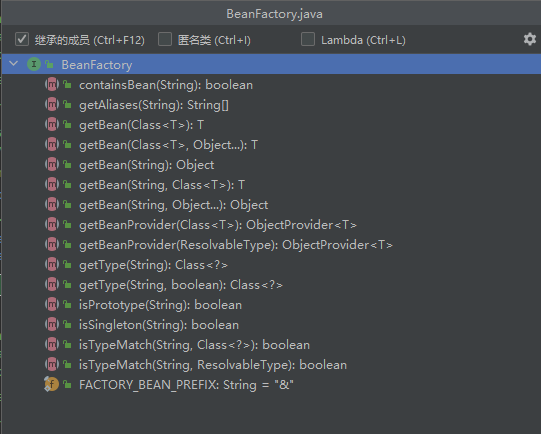 BeanFactory.java
继承的成员 (Ctrl+F12) 匿名类 (Ctrl+I) Lambda (Ctrl+L)
I BeanFactory
m containsBean(String): boolean
m getAliases(String): String[]
m getBean(Class<T>): T
m getBean(Class<T>, Object...): T
m getBean(String): Object
m getBean(String, Class<T>): T
m getBean(String, Object...): Object
m getBeanProvider(Class<T>): ObjectProvider<T>
m getBeanProvider(ResolvableType): ObjectProvider<T>
m getType(String): Class<?>
m getType(String, boolean): Class<?>
m isPrototype(String): boolean
m isSingleton(String): boolean
m isTypeMatch(String, Class<?>): boolean
m isTypeMatch(String, ResolvableType): boolean
f FACTORY_BEAN_PREFIX: String = "&"